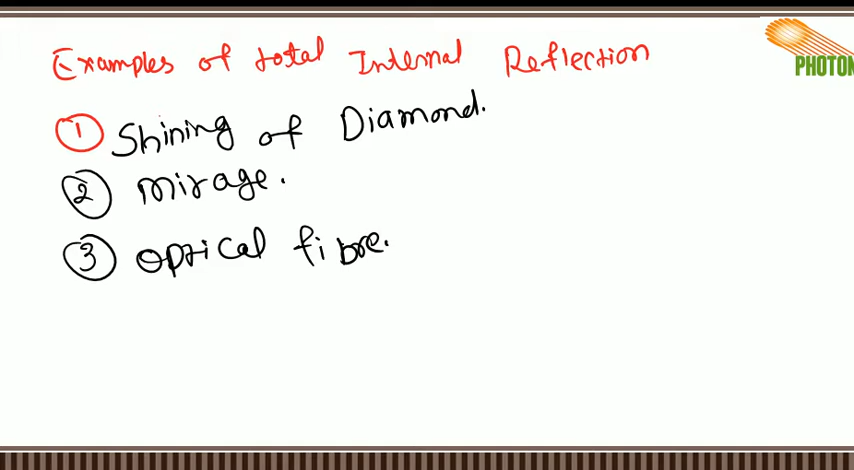 Examples of total Internal Reflection
PHOTON
① Shining of Diamond.
② Mirage.
③ Optical fibre.